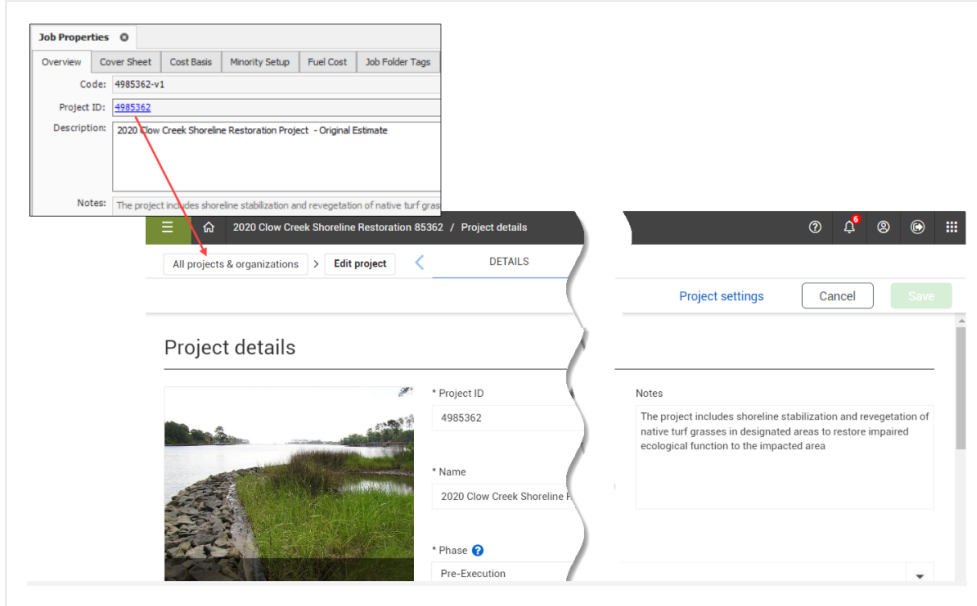 Job Properties
Overview Cover Sheet Cost Basis Minority Setup Fuel Cost Job Folder Tags
Code: 4985362-v1
Project ID: 4985362
Description: 2020 Clow Creek Shoreline Restoration Project - Original Estimate
Notes: The project includes shoreline stabilization and revegetation of native turf gras
2020 Clow Creek Shoreline Restoration 85362 / Project details
6
All projects & organizations > Edit project < DETAILS
Project settings Cancel Save
Project details
* Project ID
4985362
* Name
2020 Clow Creek Shoreline
* Phase ?
Pre-Execution
Notes
The project includes shoreline stabilization and revegetation of
native turf grasses in designated areas to restore impaired
ecological function to the impacted area